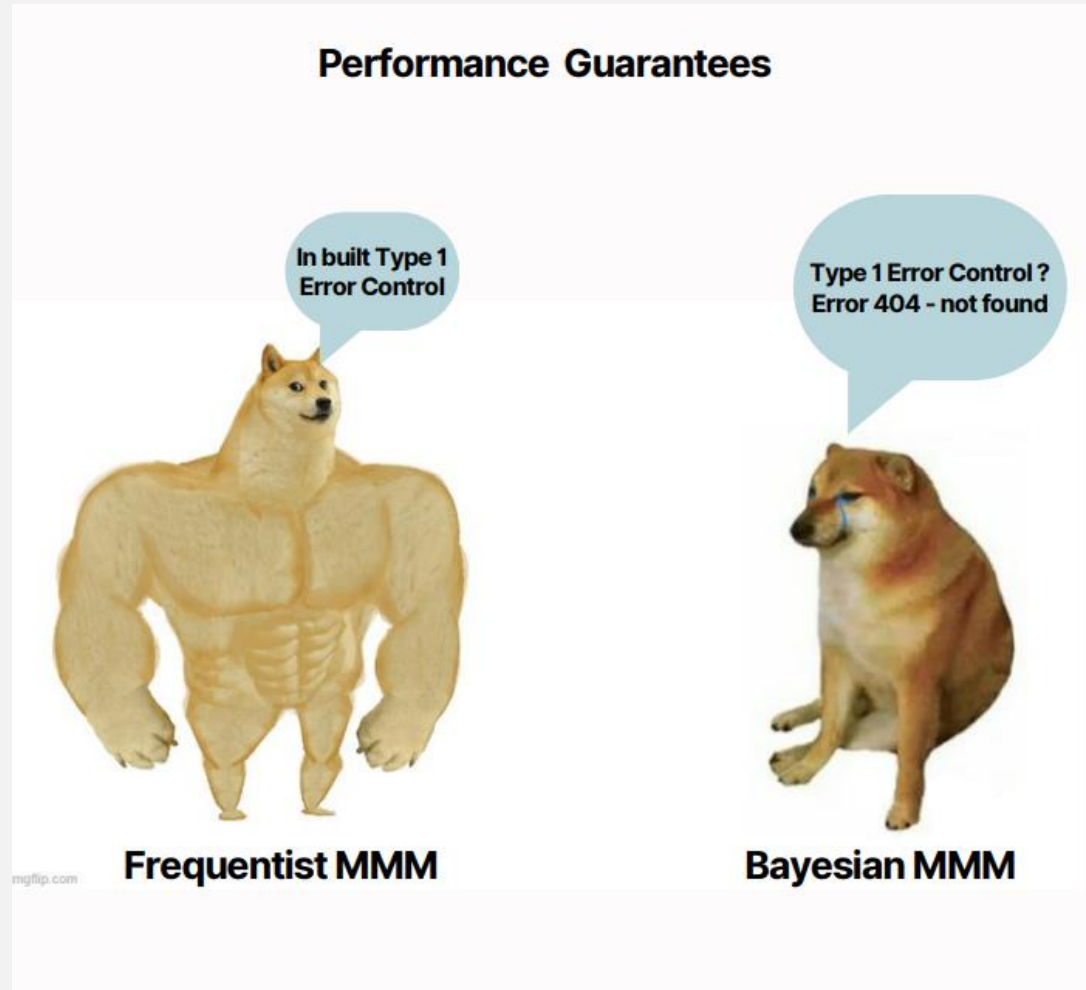 Performance Guarantees
In built Type 1
Error Control
Type 1 Error Control ?
Error 404 - not found
Frequentist MMM
Bayesian MMM
mgflip.com